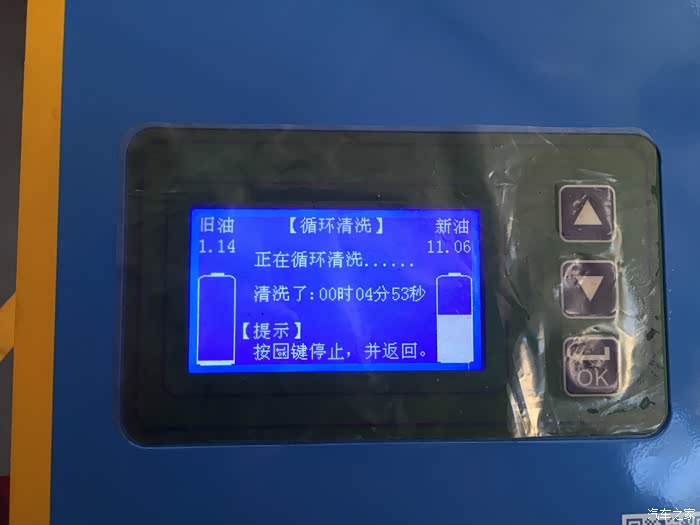 旧油 【循环清洗】 新油
1.14 11.06
正在循环清洗......
清洗了:00时04分53秒
【提示】
按回键停止，并返回。
OK
汽车之家